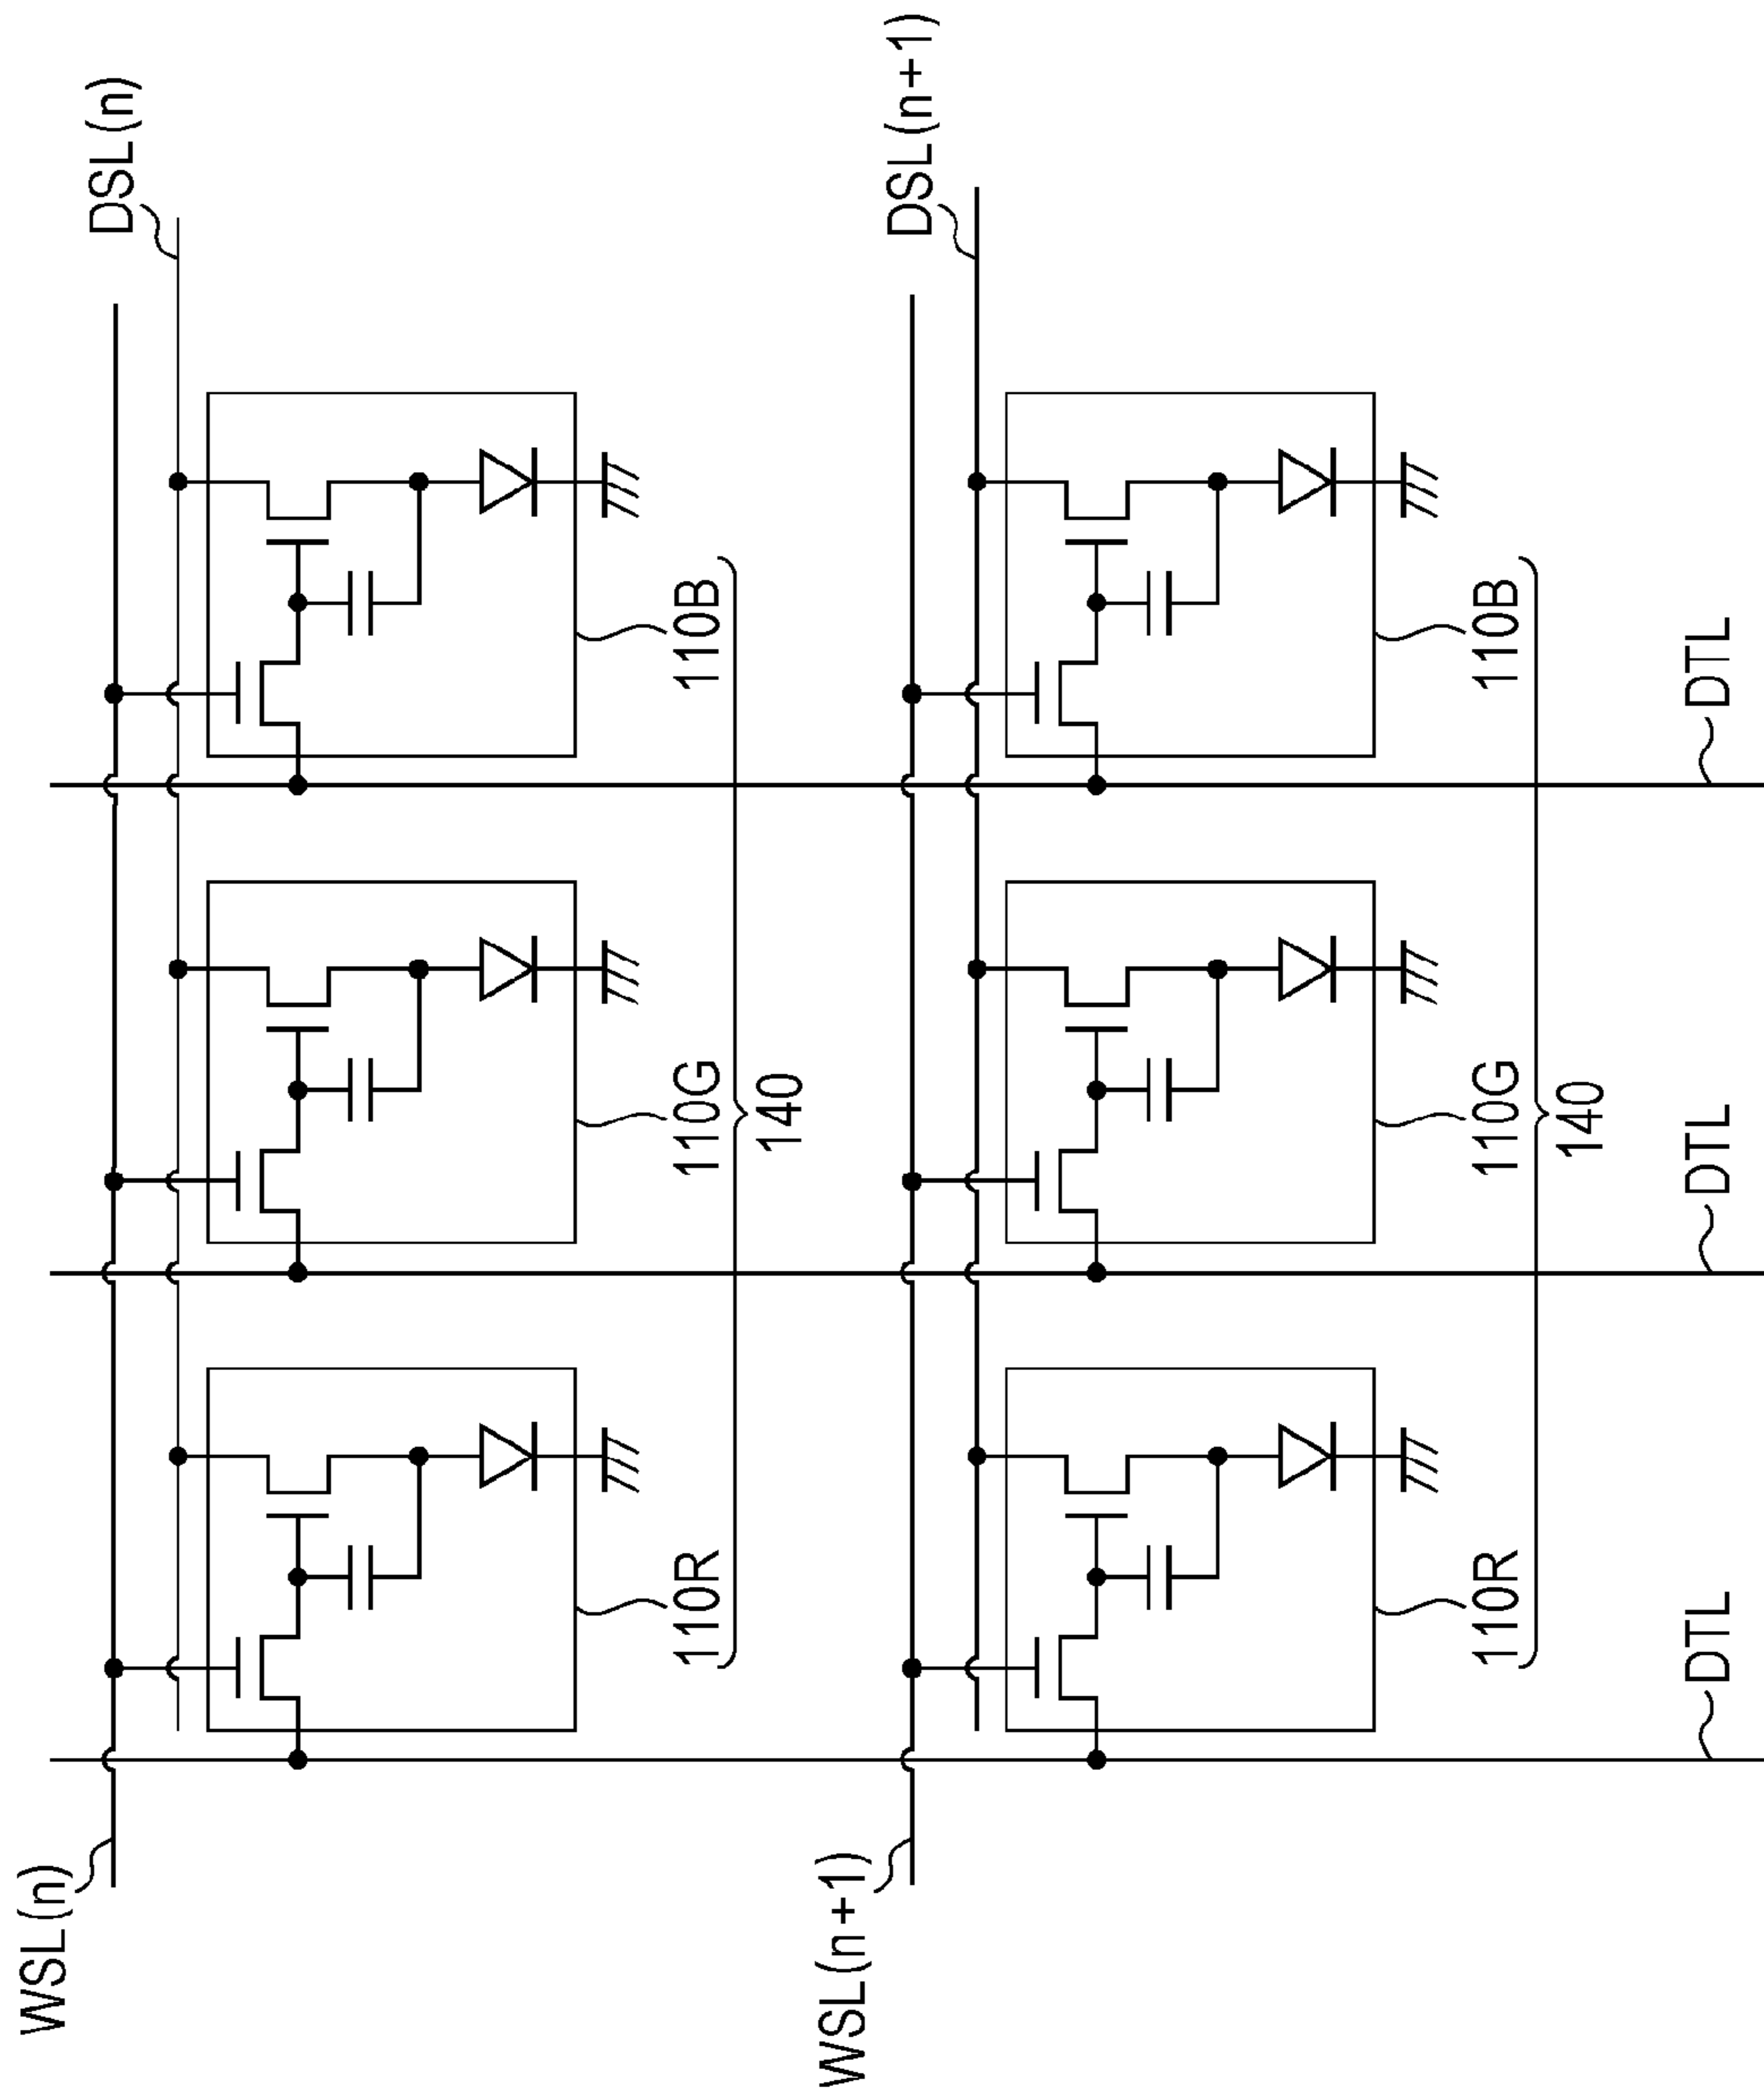 WSL(n)
DSL(n)
110R
110G
110B
140
WSL(n+1)
DSL(n+1)
110R
110G
110B
140
DTL
DTL
DTL